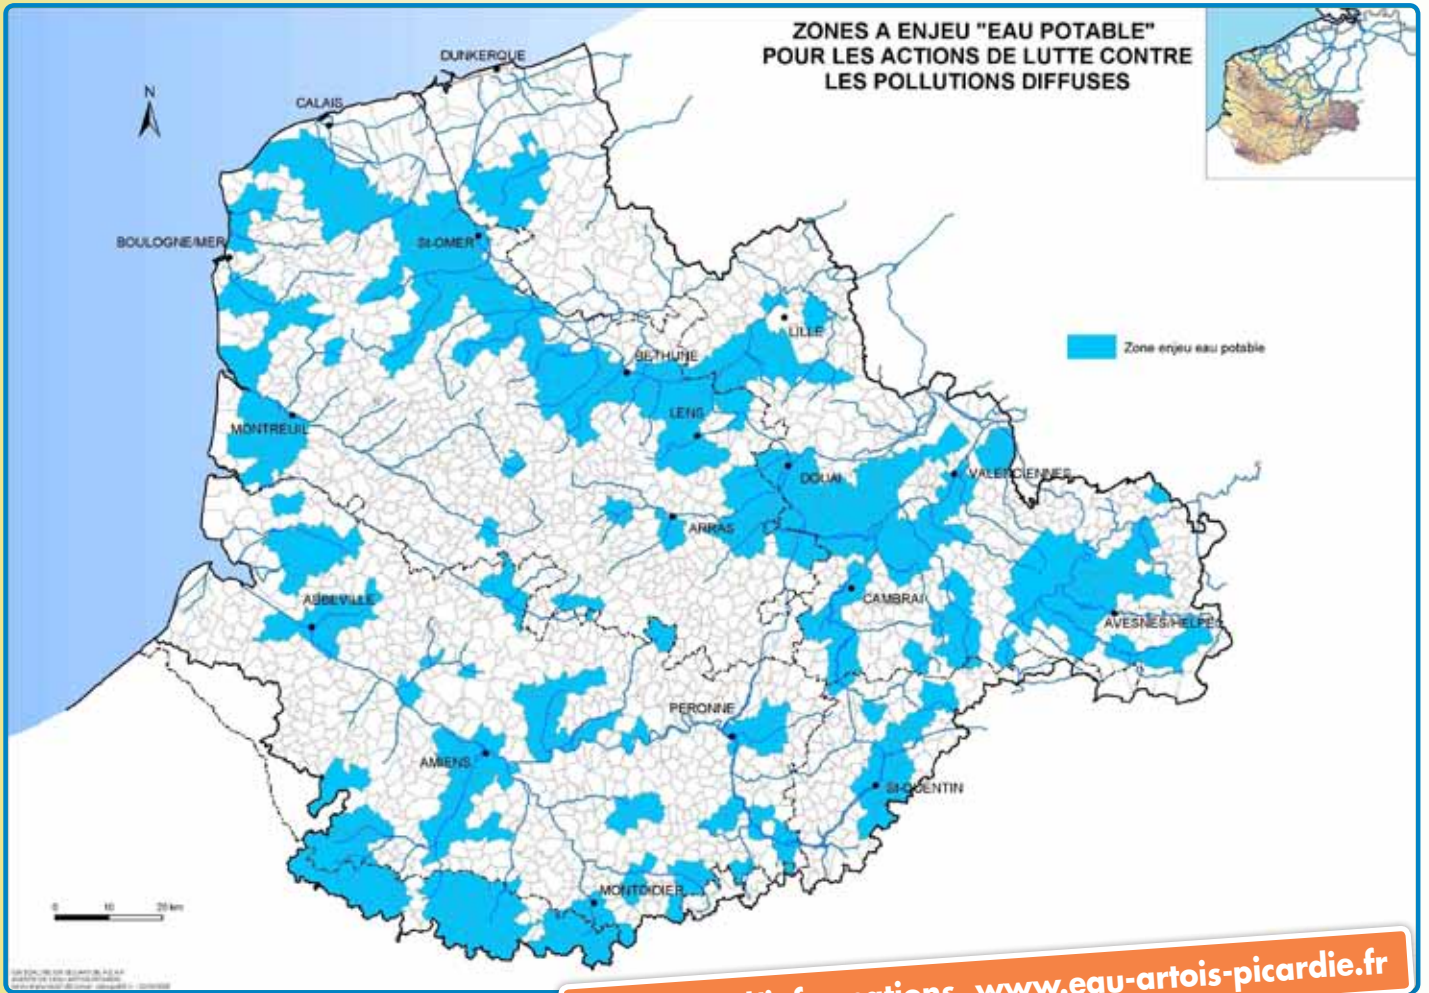 ZONES A ENJEU "EAU POTABLE"
POUR LES ACTIONS DE LUTTE CONTRE
LES POLLUTIONS DIFFUSES
N
DUNKERQUE
CALAIS
BOULOGNE/MER
St-OMER
LILLE
Zone enjeu eau potable
BETHUNE
LENS
MONTREUIL
DOUAI
VALENCIENNES
ARRAS
ABBEVILLE
CAMBRAI
AVESNES/HELPES
PERONNE
AMIENS
St-QUENTIN
MONTDIDIER
0 10 20 km
www.eau-artois-picardie.fr